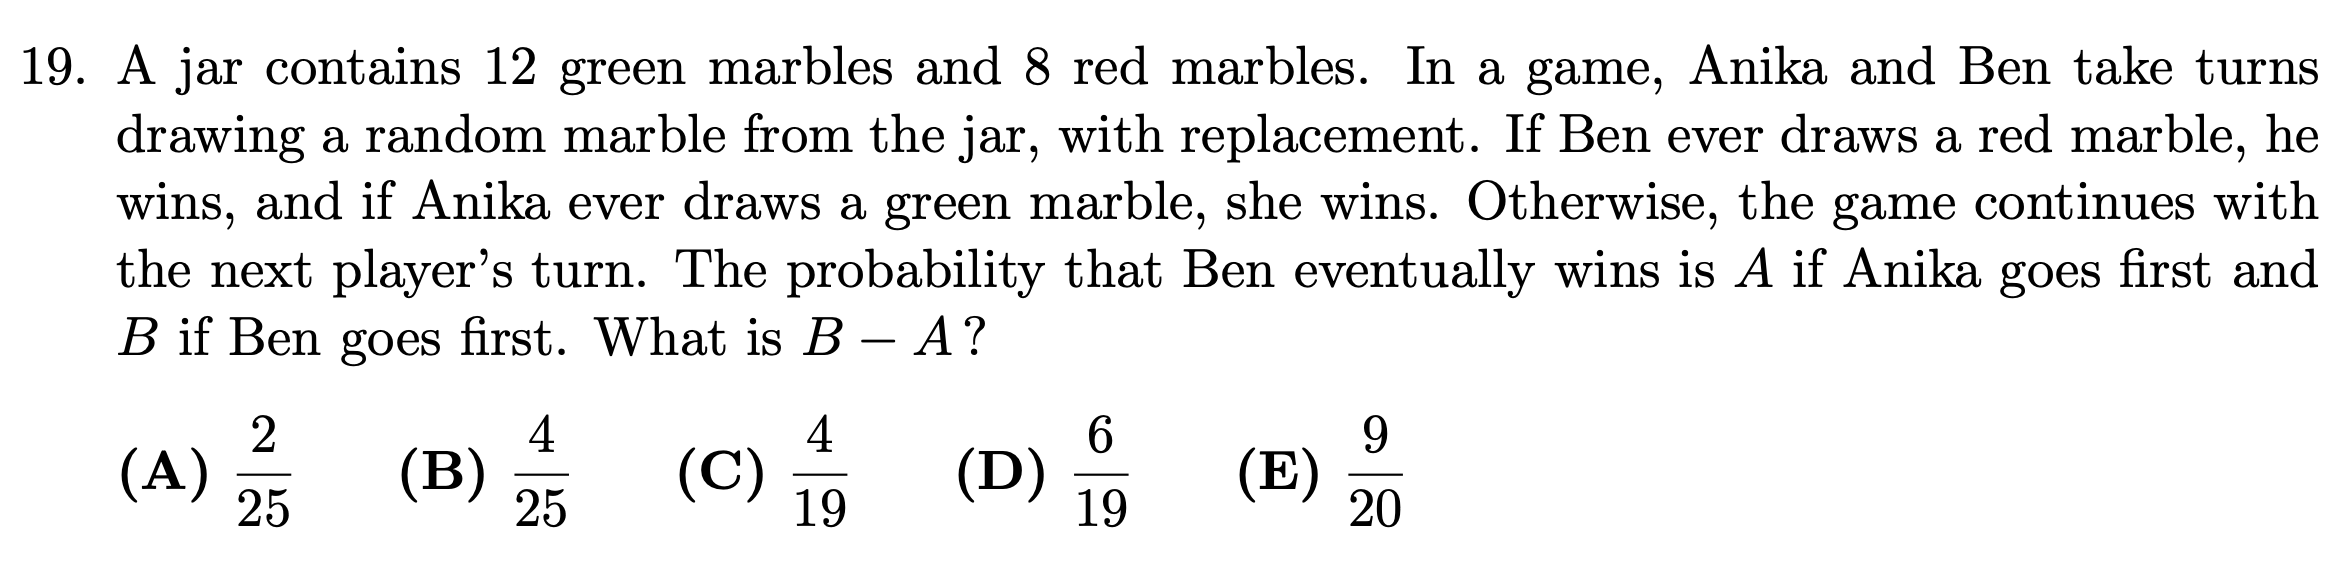 19. A jar contains 12 green marbles and 8 red marbles. In a game, Anika and Ben take turns
drawing a random marble from the jar, with replacement. If Ben ever draws a red marble, he
wins, and if Anika ever draws a green marble, she wins. Otherwise, the game continues with
the next player's turn. The probability that Ben eventually wins is A if Anika goes first and
B if Ben goes first. What is B − A?
(A) 2/25 (B) 4/25 (C) 4/19 (D) 6/19 (E) 9/20